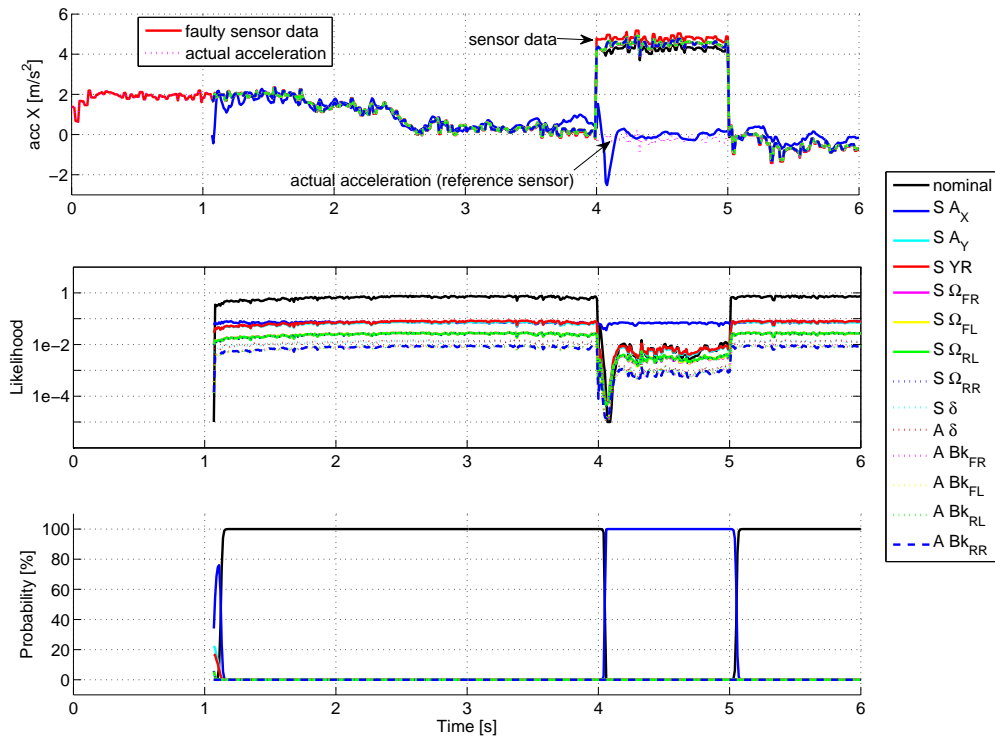 6
4
2
0
−2
acc X [m/s²]
faulty sensor data
actual acceleration
sensor data
actual acceleration (reference sensor)
0 1 2 3 4 5 6
1
1e−2
1e−4
Likelihood
0 1 2 3 4 5 6
100
80
60
40
20
0
Probability [%]
0 1 2 3 4 5 6
Time [s]
nominal
S A_X
S A_Y
S YR
S Ω_FR
S Ω_FL
S Ω_RL
S Ω_RR
S δ
A δ
A Bk_FR
A Bk_FL
A Bk_RL
A Bk_RR